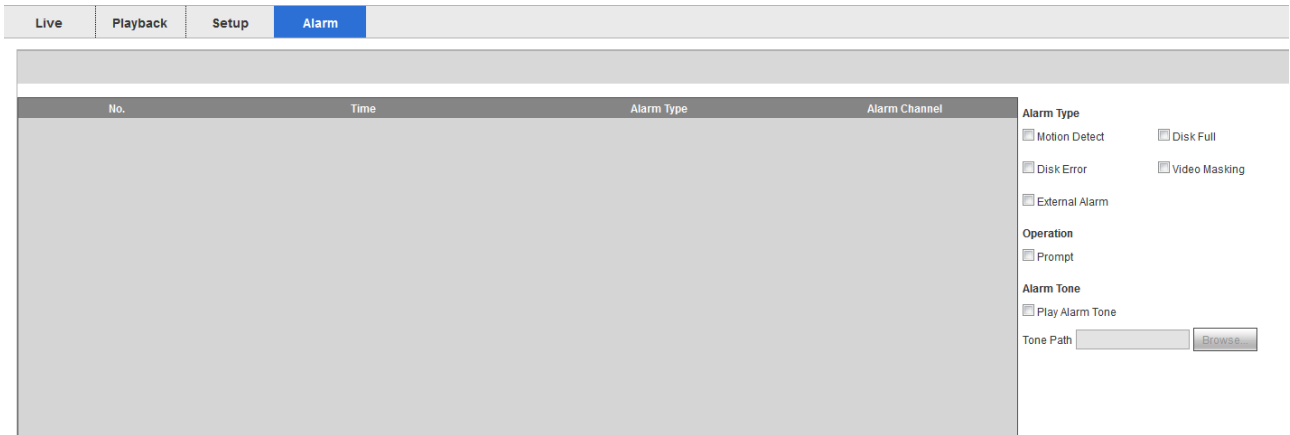 Live Playback Setup Alarm
No. Time Alarm Type Alarm Channel
Alarm Type
Motion Detect Disk Full
Disk Error Video Masking
External Alarm
Operation
Prompt
Alarm Tone
Play Alarm Tone
Tone Path Browse...